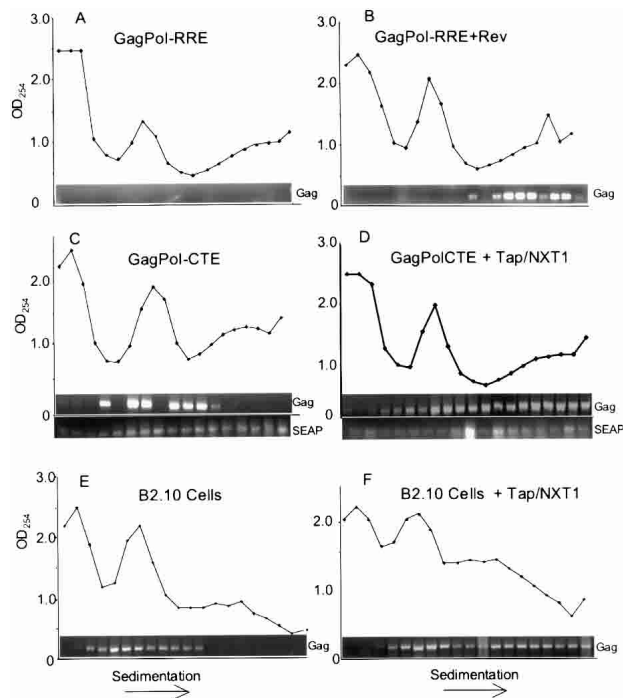 A
GagPol-RRE
3.0
2.0
1.0
0
OD254
Gag
B
GagPol-RRE+Rev
3.0
2.0
1.0
0
Gag
C
GagPol-CTE
2.0
1.0
0
OD254
Gag
SEAP
D
GagPolCTE + Tap/NXT1
3.0
2.0
1.0
0
Gag
SEAP
E
B2.10 Cells
3.0
2.0
1.0
0
OD254
Gag
F
B2.10 Cells + Tap/NXT1
2.0
1.0
0
Gag
Sedimentation
Sedimentation